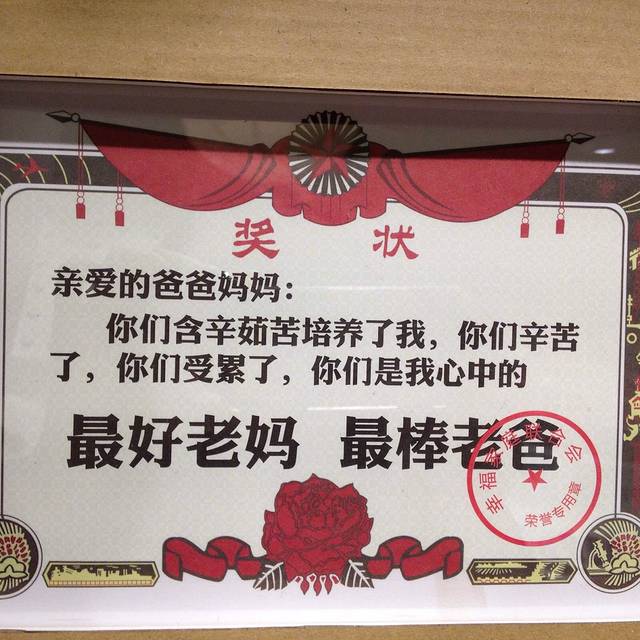 奖 状
亲爱的爸爸妈妈：
你们含辛茹苦培养了我，你们辛苦
了，你们受累了，你们是我心中的
最好老妈 最棒老爸
幸福家庭联合会
荣誉专用章